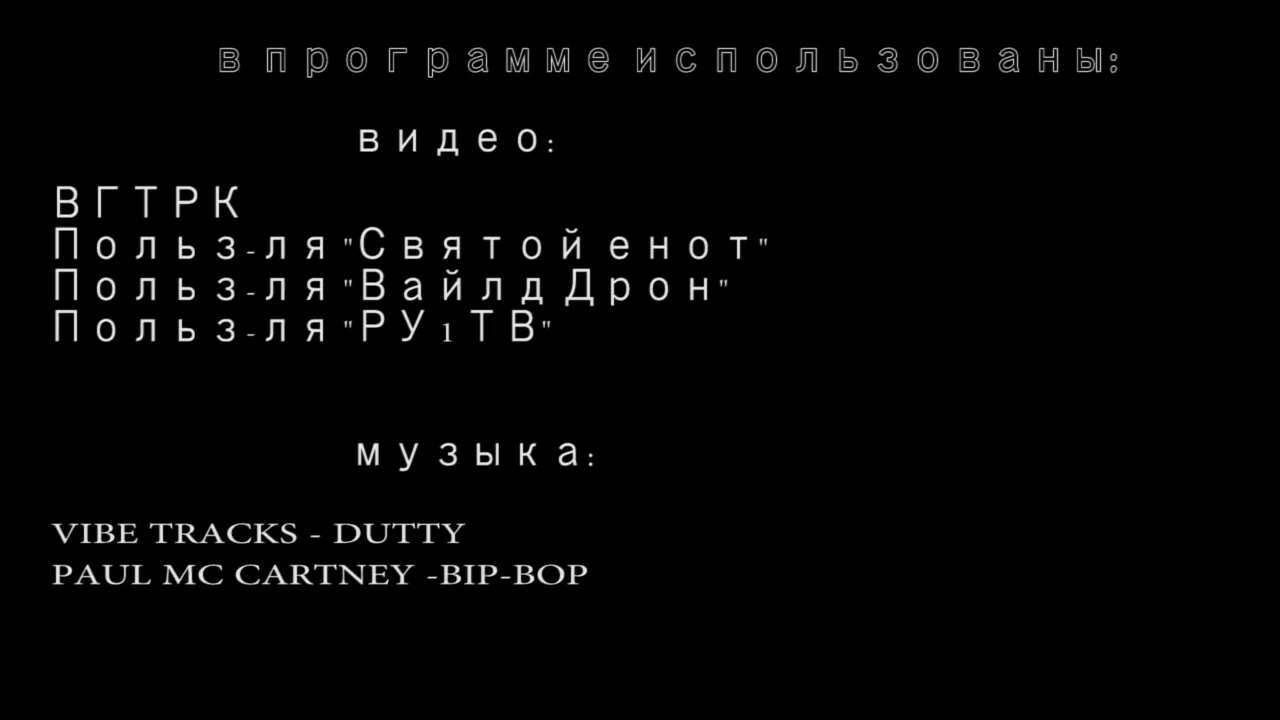 в программе использованы:
видео:
ВГТРК
Польз-ля "Святой енот"
Польз-ля "Вайлд Дрон"
Польз-ля "РУ1ТВ"
музыка:
VIBE TRACKS - DUTTY
PAUL MC CARTNEY -BIP-BOP